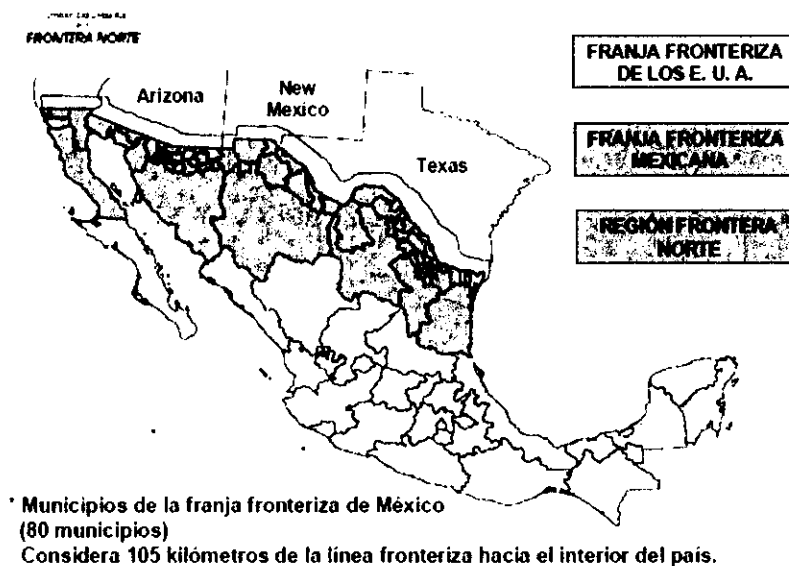 FRONTERA NORTE
Arizona
New
Mexico
Texas
FRANJA FRONTERIZA
DE LOS E. U. A.
FRANJA FRONTERIZA
MEXICANA *
REGIÓN FRONTERA
NORTE
* Municipios de la franja fronteriza de México
(80 municipios)
Considera 105 kilómetros de la línea fronteriza hacia el interior del país.